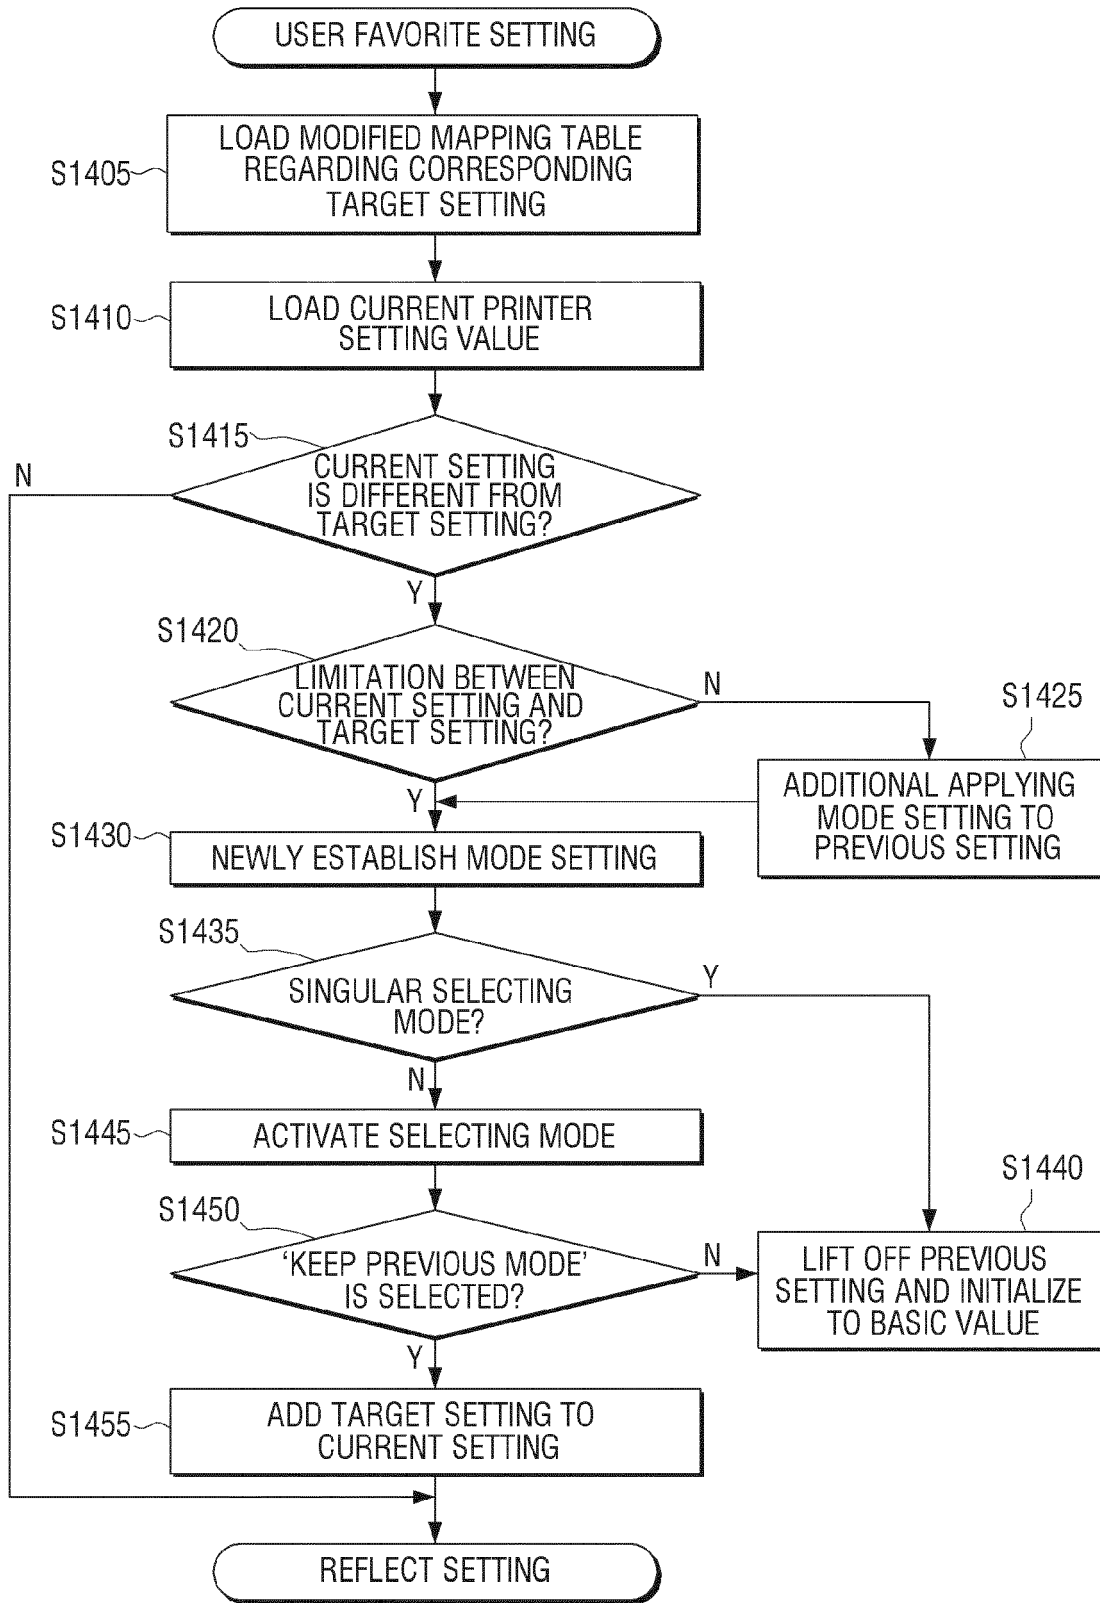 USER FAVORITE SETTING
LOAD MODIFIED MAPPING TABLE
REGARDING CORRESPONDING
TARGET SETTING
S1405
LOAD CURRENT PRINTER
SETTING VALUE
S1410
S1415
N
CURRENT SETTING
IS DIFFERENT FROM
TARGET SETTING?
Y
S1420
LIMITATION BETWEEN
CURRENT SETTING AND
TARGET SETTING?
N
S1425
ADDITIONAL APPLYING
MODE SETTING TO
PREVIOUS SETTING
Y
S1430
NEWLY ESTABLISH MODE SETTING
S1435
SINGULAR SELECTING
MODE?
Y
N
S1445
ACTIVATE SELECTING MODE
S1440
LIFT OFF PREVIOUS
SETTING AND INITIALIZE
TO BASIC VALUE
S1450
'KEEP PREVIOUS MODE'
IS SELECTED?
N
Y
S1455
ADD TARGET SETTING TO
CURRENT SETTING
REFLECT SETTING